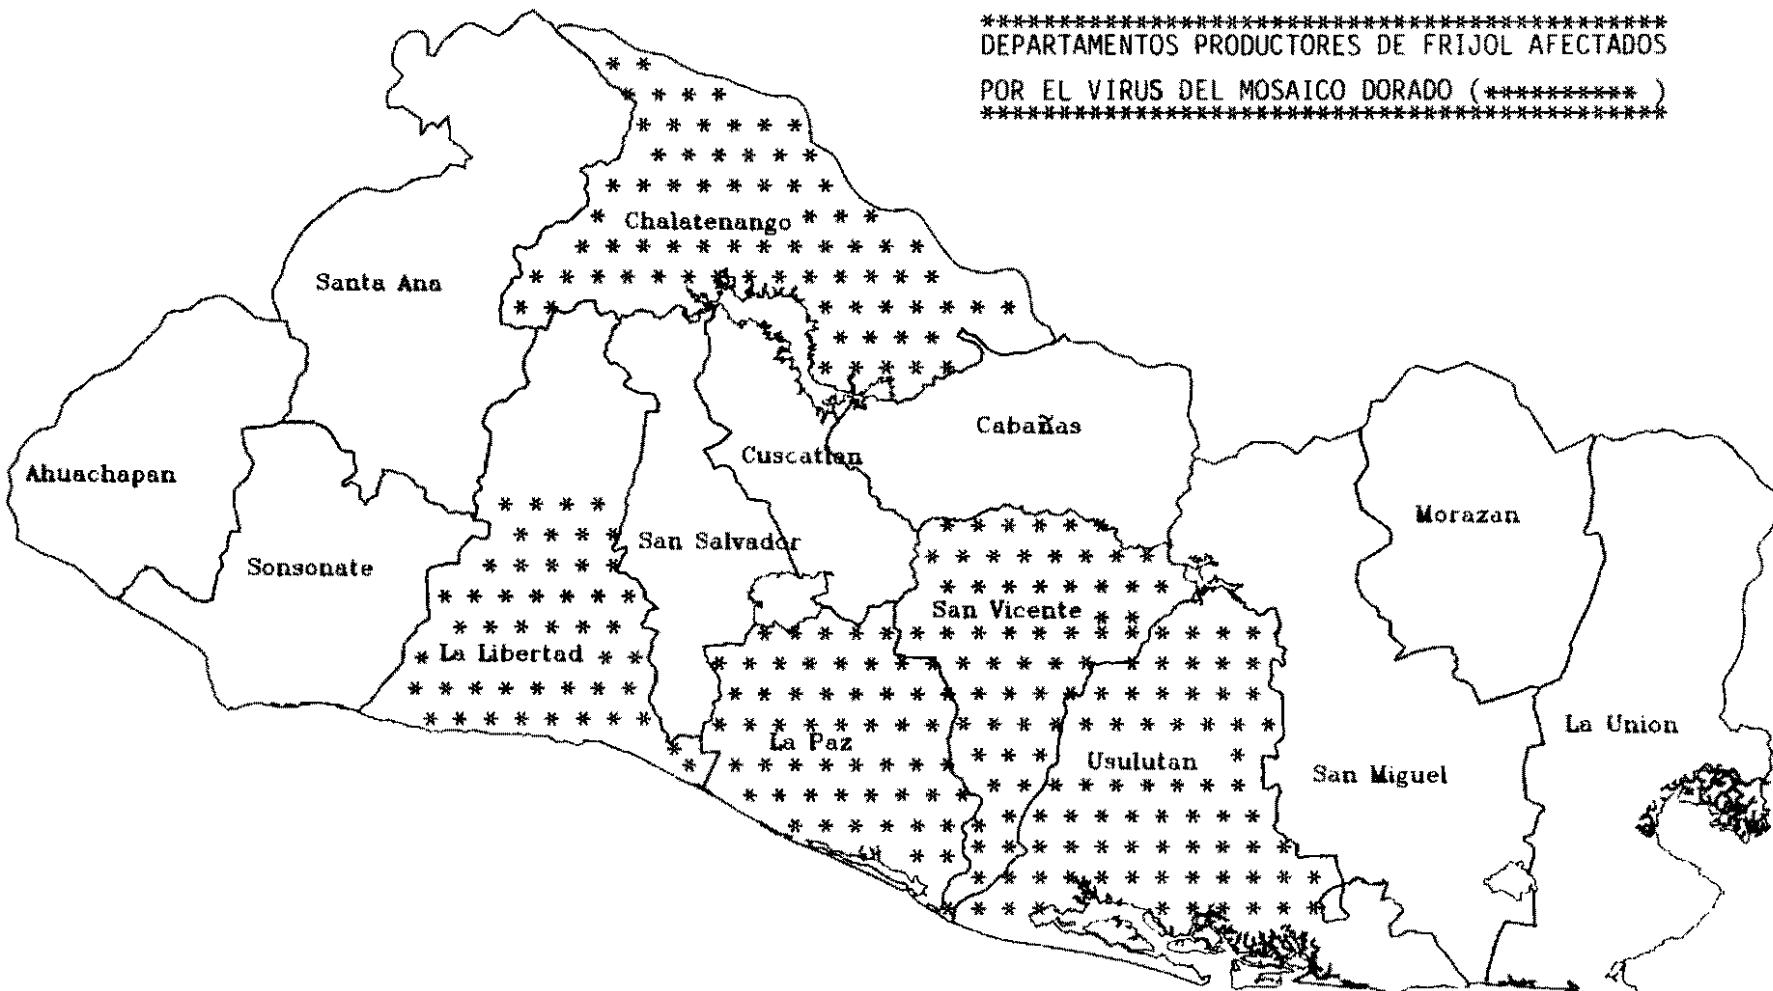 DEPARTAMENTOS PRODUCTORES DE FRIJOL AFECTADOS
POR EL VIRUS DEL MOSAICO DORADO (********** )
Chalatenango
Santa Ana
Cabañas
Cuscatlan
Ahuachapan
Morazan
San Salvador
Sonsonate
San Vicente
La Libertad
La Union
La Paz
Usulutan
San Miguel